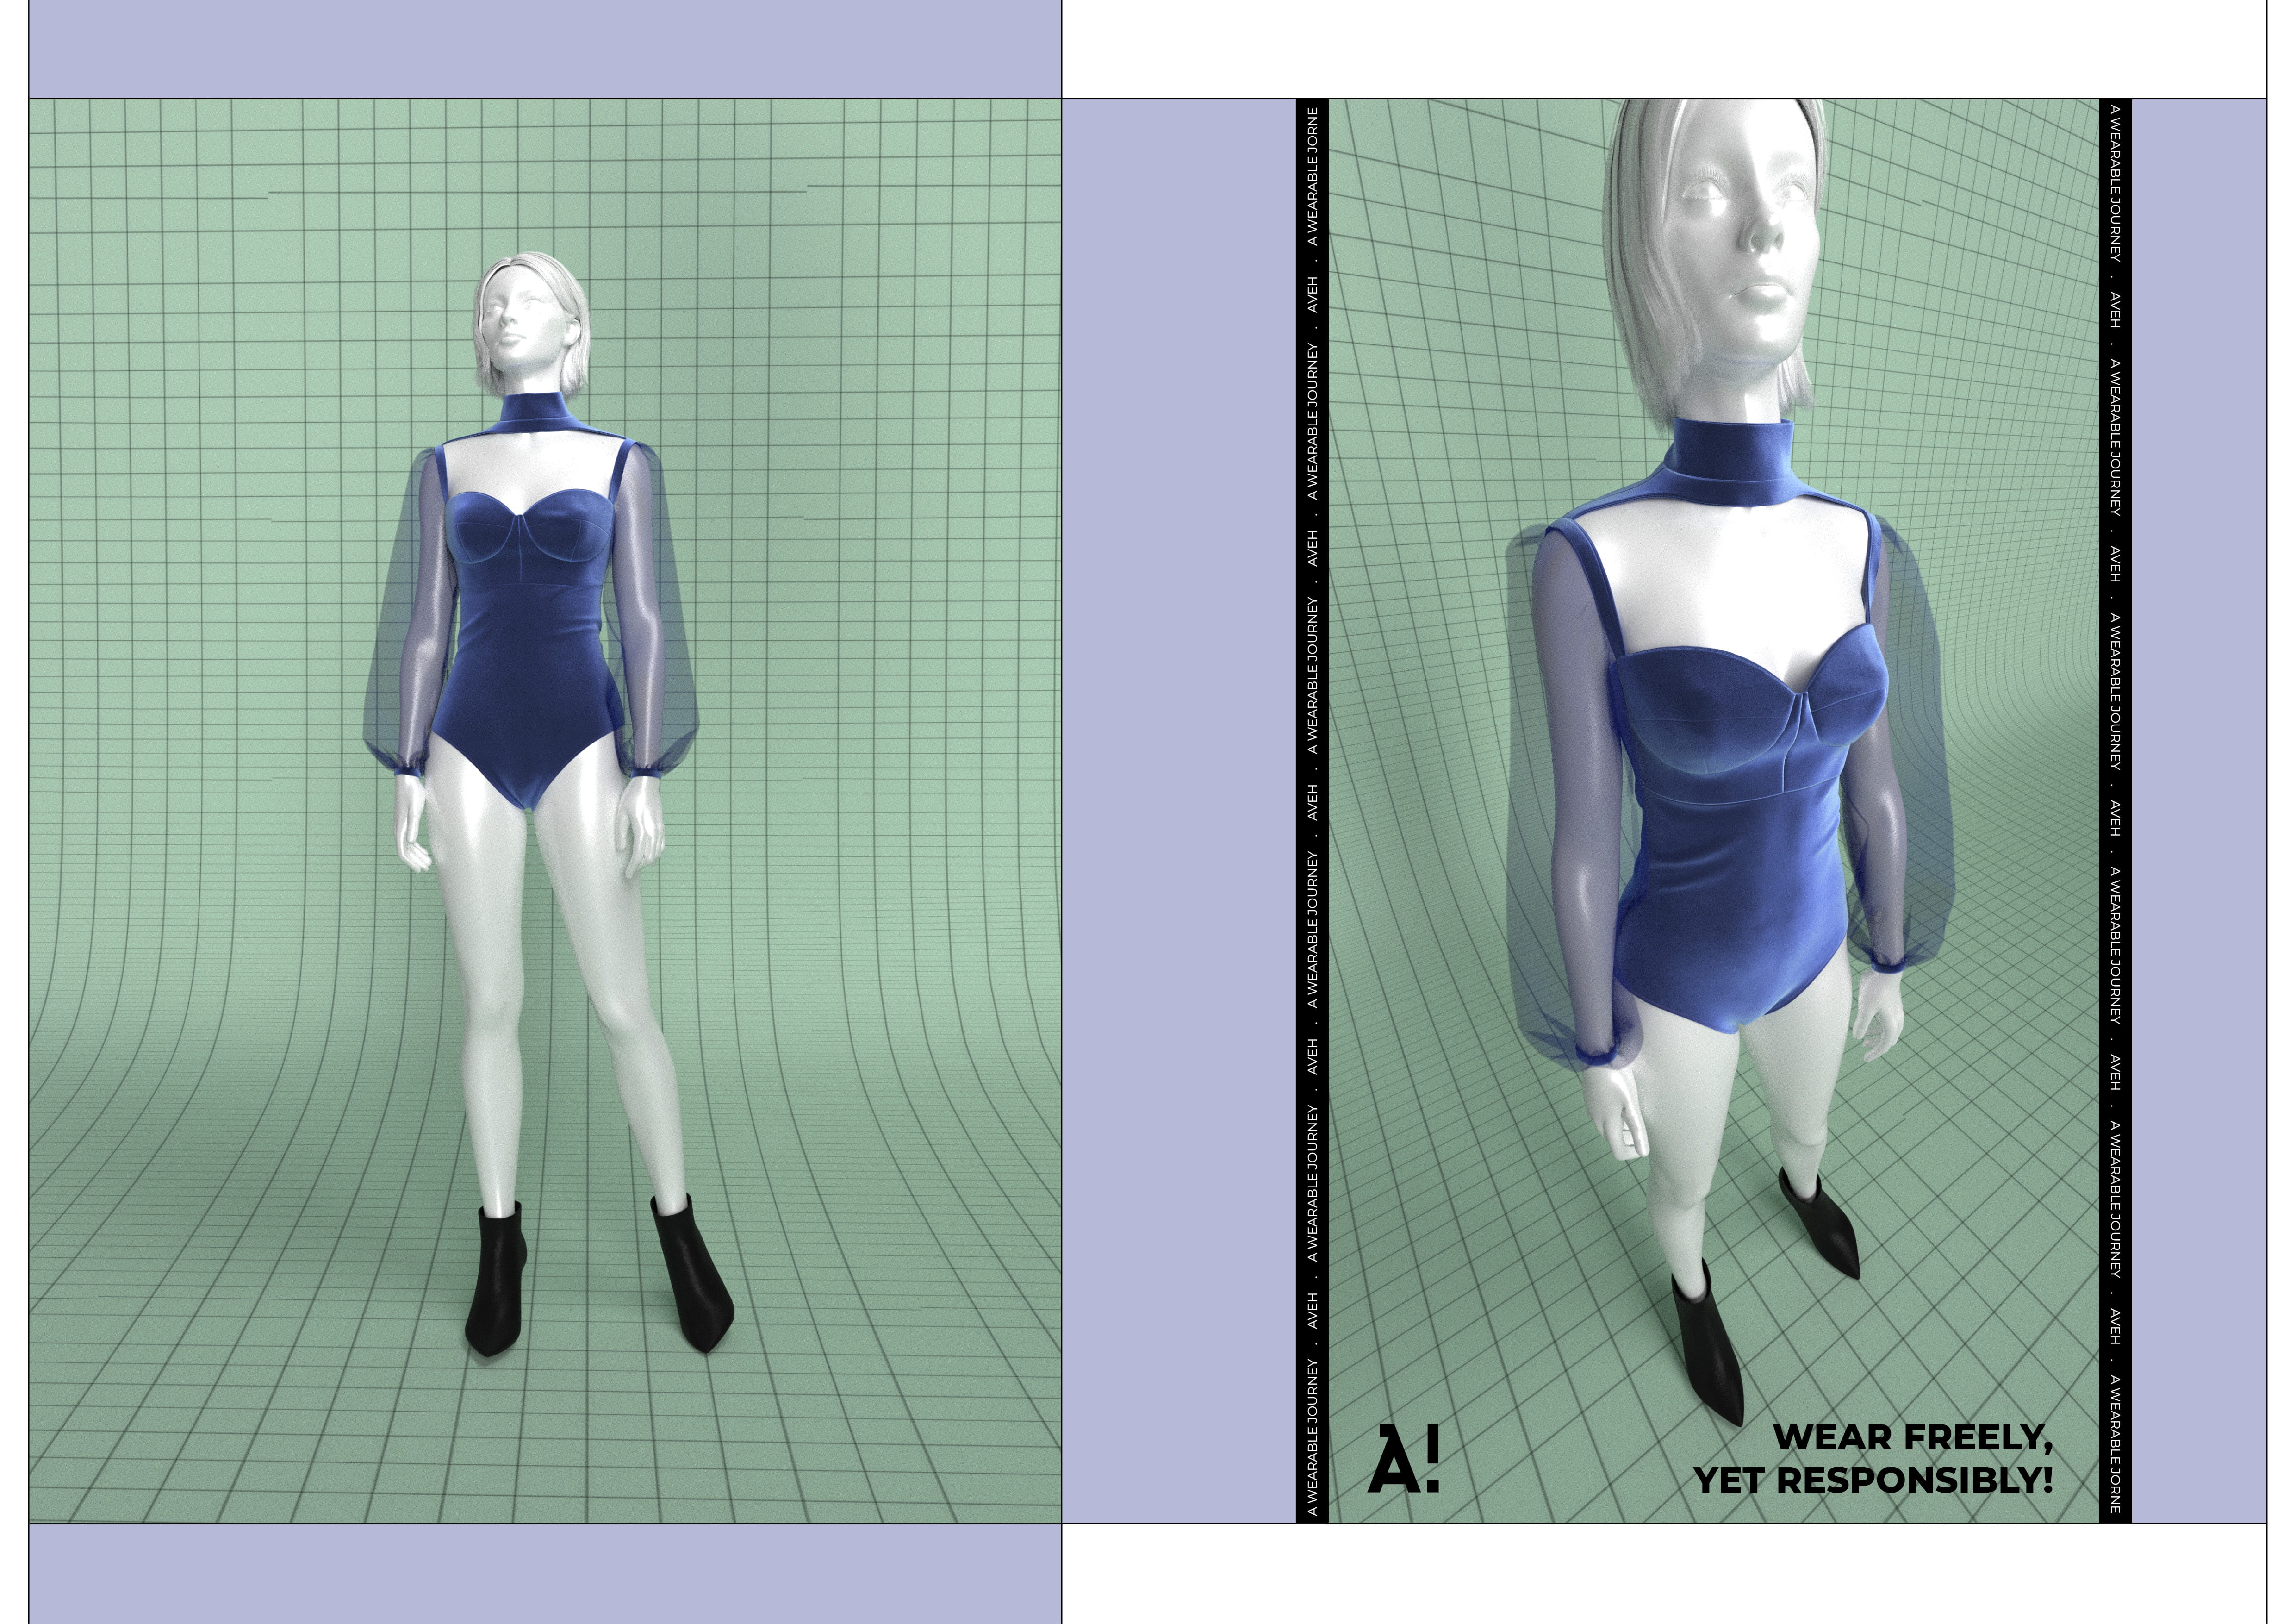 A WEARABLE JOURNEY . AVEH . A WEARABLE JOURNEY . AVEH . A WEARABLE JOURNEY . AVEH . A WEARABLE JOURNEY . AVEH . A WEARABLE JOURNEY . AVEH . A WEARABLE JORNE
A!
WEAR FREELY,
YET RESPONSIBLY!
A WEARABLE JOURNEY . AVEH . A WEARABLE JOURNEY . AVEH . A WEARABLE JOURNEY . AVEH . A WEARABLE JOURNEY . AVEH . A WEARABLE JOURNEY . AVEH . A WEARABLE JORNE